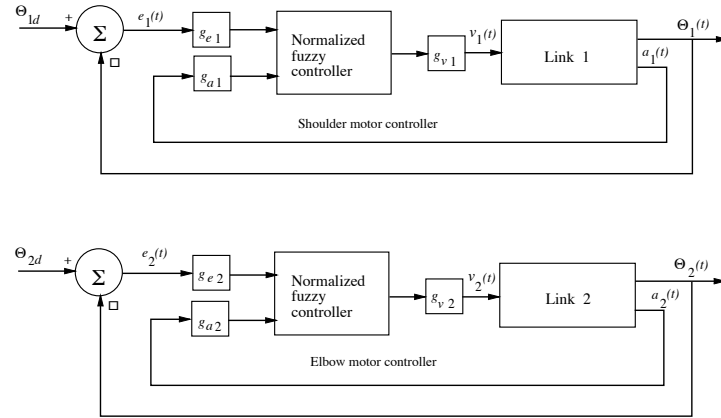 Θ1d
+
Σ
e1(t)
ge1
ga1
Normalized
fuzzy
controller
gv1
v1(t)
Link 1
Θ1(t)
a1(t)
Shoulder motor controller
Θ2d
+
Σ
e2(t)
ge2
ga2
Normalized
fuzzy
controller
gv2
v2(t)
Link 2
Θ2(t)
a2(t)
Elbow motor controller